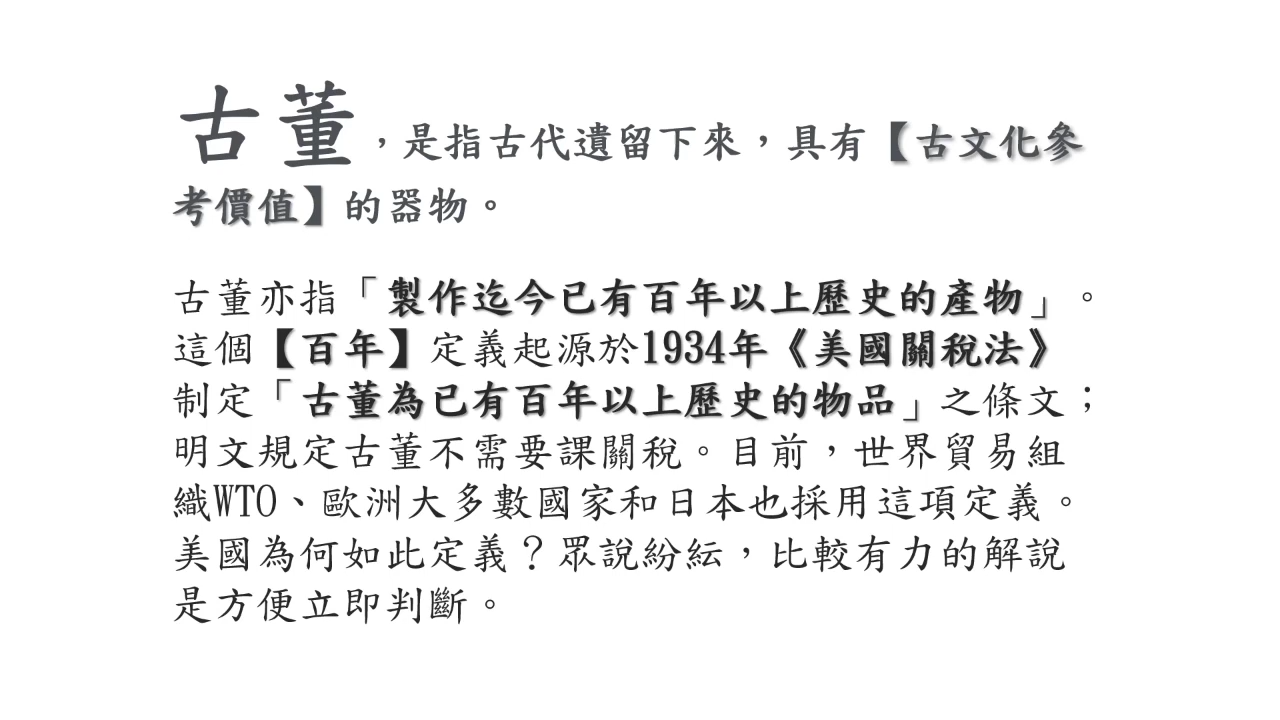 古董，是指古代遺留下來，具有【古文化參
考價值】的器物。
古董亦指「製作迄今已有百年以上歷史的產物」。
這個【百年】定義起源於1934年《美國關稅法》
制定「古董為已有百年以上歷史的物品」之條文；
明文規定古董不需要課關稅。目前，世界貿易組
織WTO、歐洲大多數國家和日本也採用這項定義。
美國為何如此定義？眾說紛紜，比較有力的解說
是方便立即判斷。